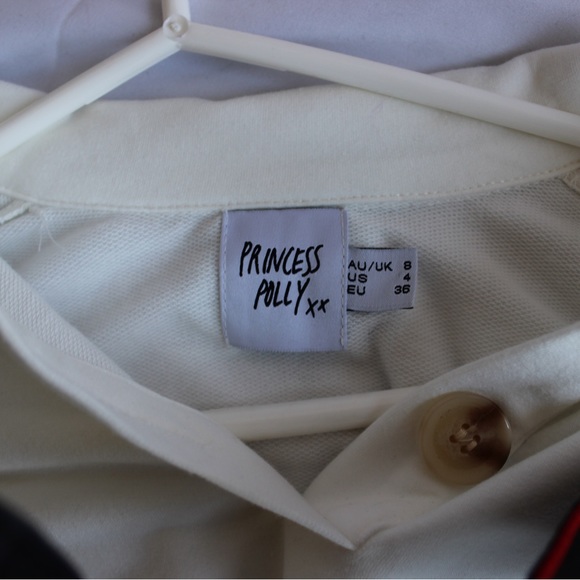 PRINCESS
POLLY xx
AU/UK 8
US 4
EU 36